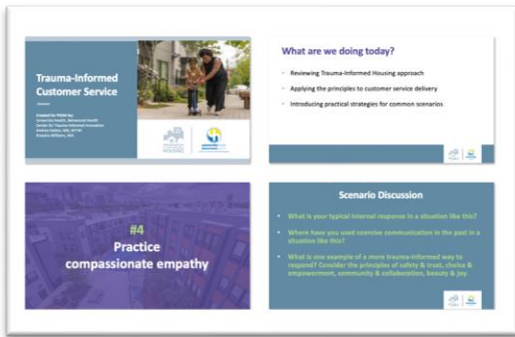 Trauma-Informed
Customer Service
What are we doing today?
Reviewing Trauma-Informed Housing approach
Applying the principles to customer service delivery
Introducing practical strategies for common scenarios
#4
Practice
compassionate empathy
Scenario Discussion
What is your typical internal response in a situation like this?
Where have you used coercive communication in the past in a
situation like this?
What is one example of a more trauma-informed way to
respond? Consider the principles of safety & trust, choice &
empowerment, community & collaboration, beauty & joy.